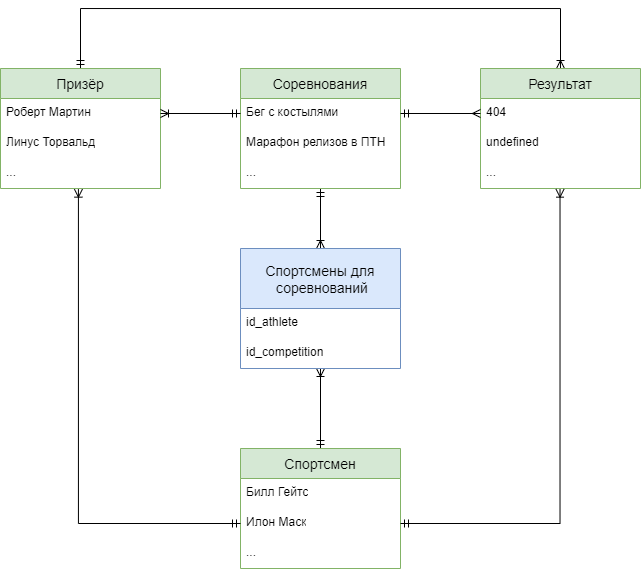 Призёр
Роберт Мартин
Линус Торвальд
...
Соревнования
Бег с костылями
Марафон релизов в ПТН
...
Результат
404
undefined
...
Спортсмены для
соревнований
id_athlete
id_competition
Спортсмен
Билл Гейтс
Илон Маск
...